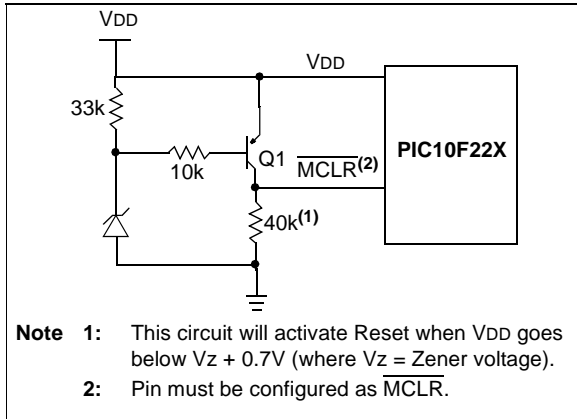 VDD
VDD
33k
PIC10F22X
Q1
MCLR(2)
10k
40k(1)
Note 1: This circuit will activate Reset when VDD goes
below Vz + 0.7V (where Vz = Zener voltage).
2: Pin must be configured as MCLR.